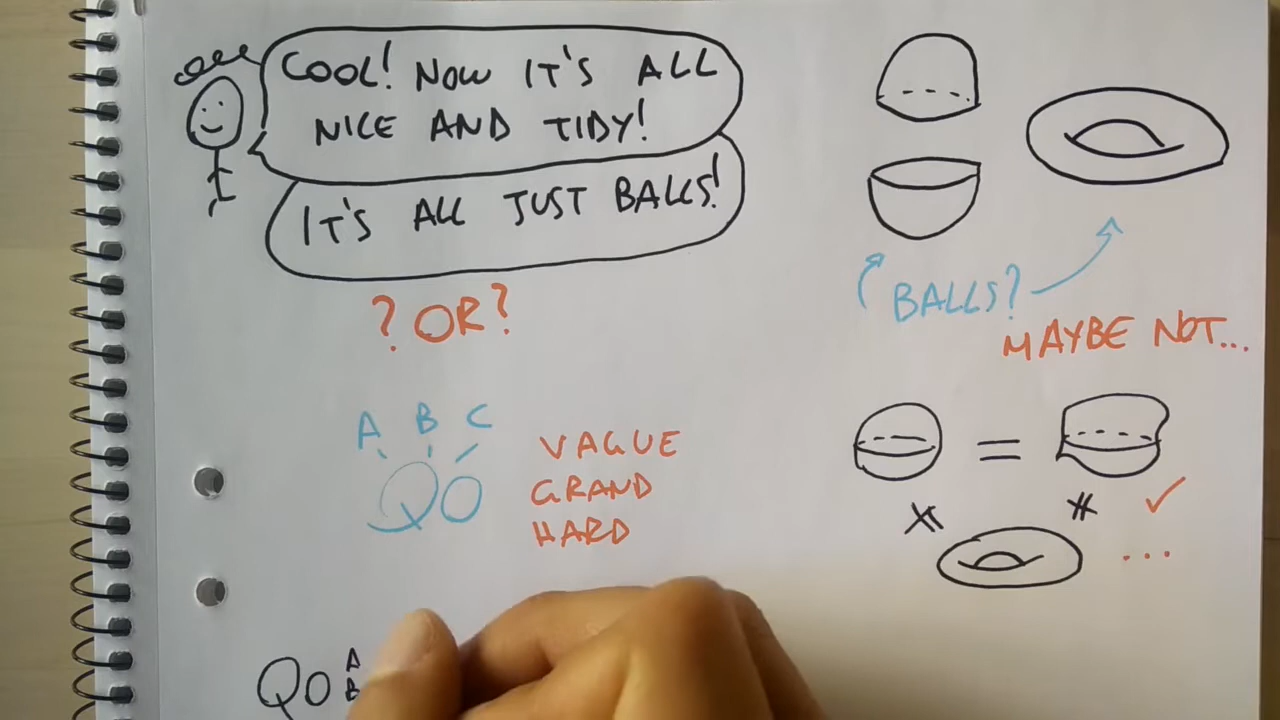 COOL! NOW IT'S ALL
NICE AND TIDY!
IT'S ALL JUST BALLS!
? OR?
BALLS?
MAYBE NOT...
A B C
QO
VAGUE
GRAND
HARD
=
...
QO A
B